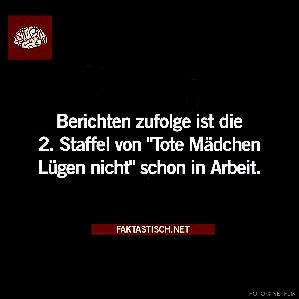 Berichten zufolge ist die
2. Staffel von "Tote Mädchen
Lügen nicht" schon in Arbeit.
FAKTASTISCH.NET